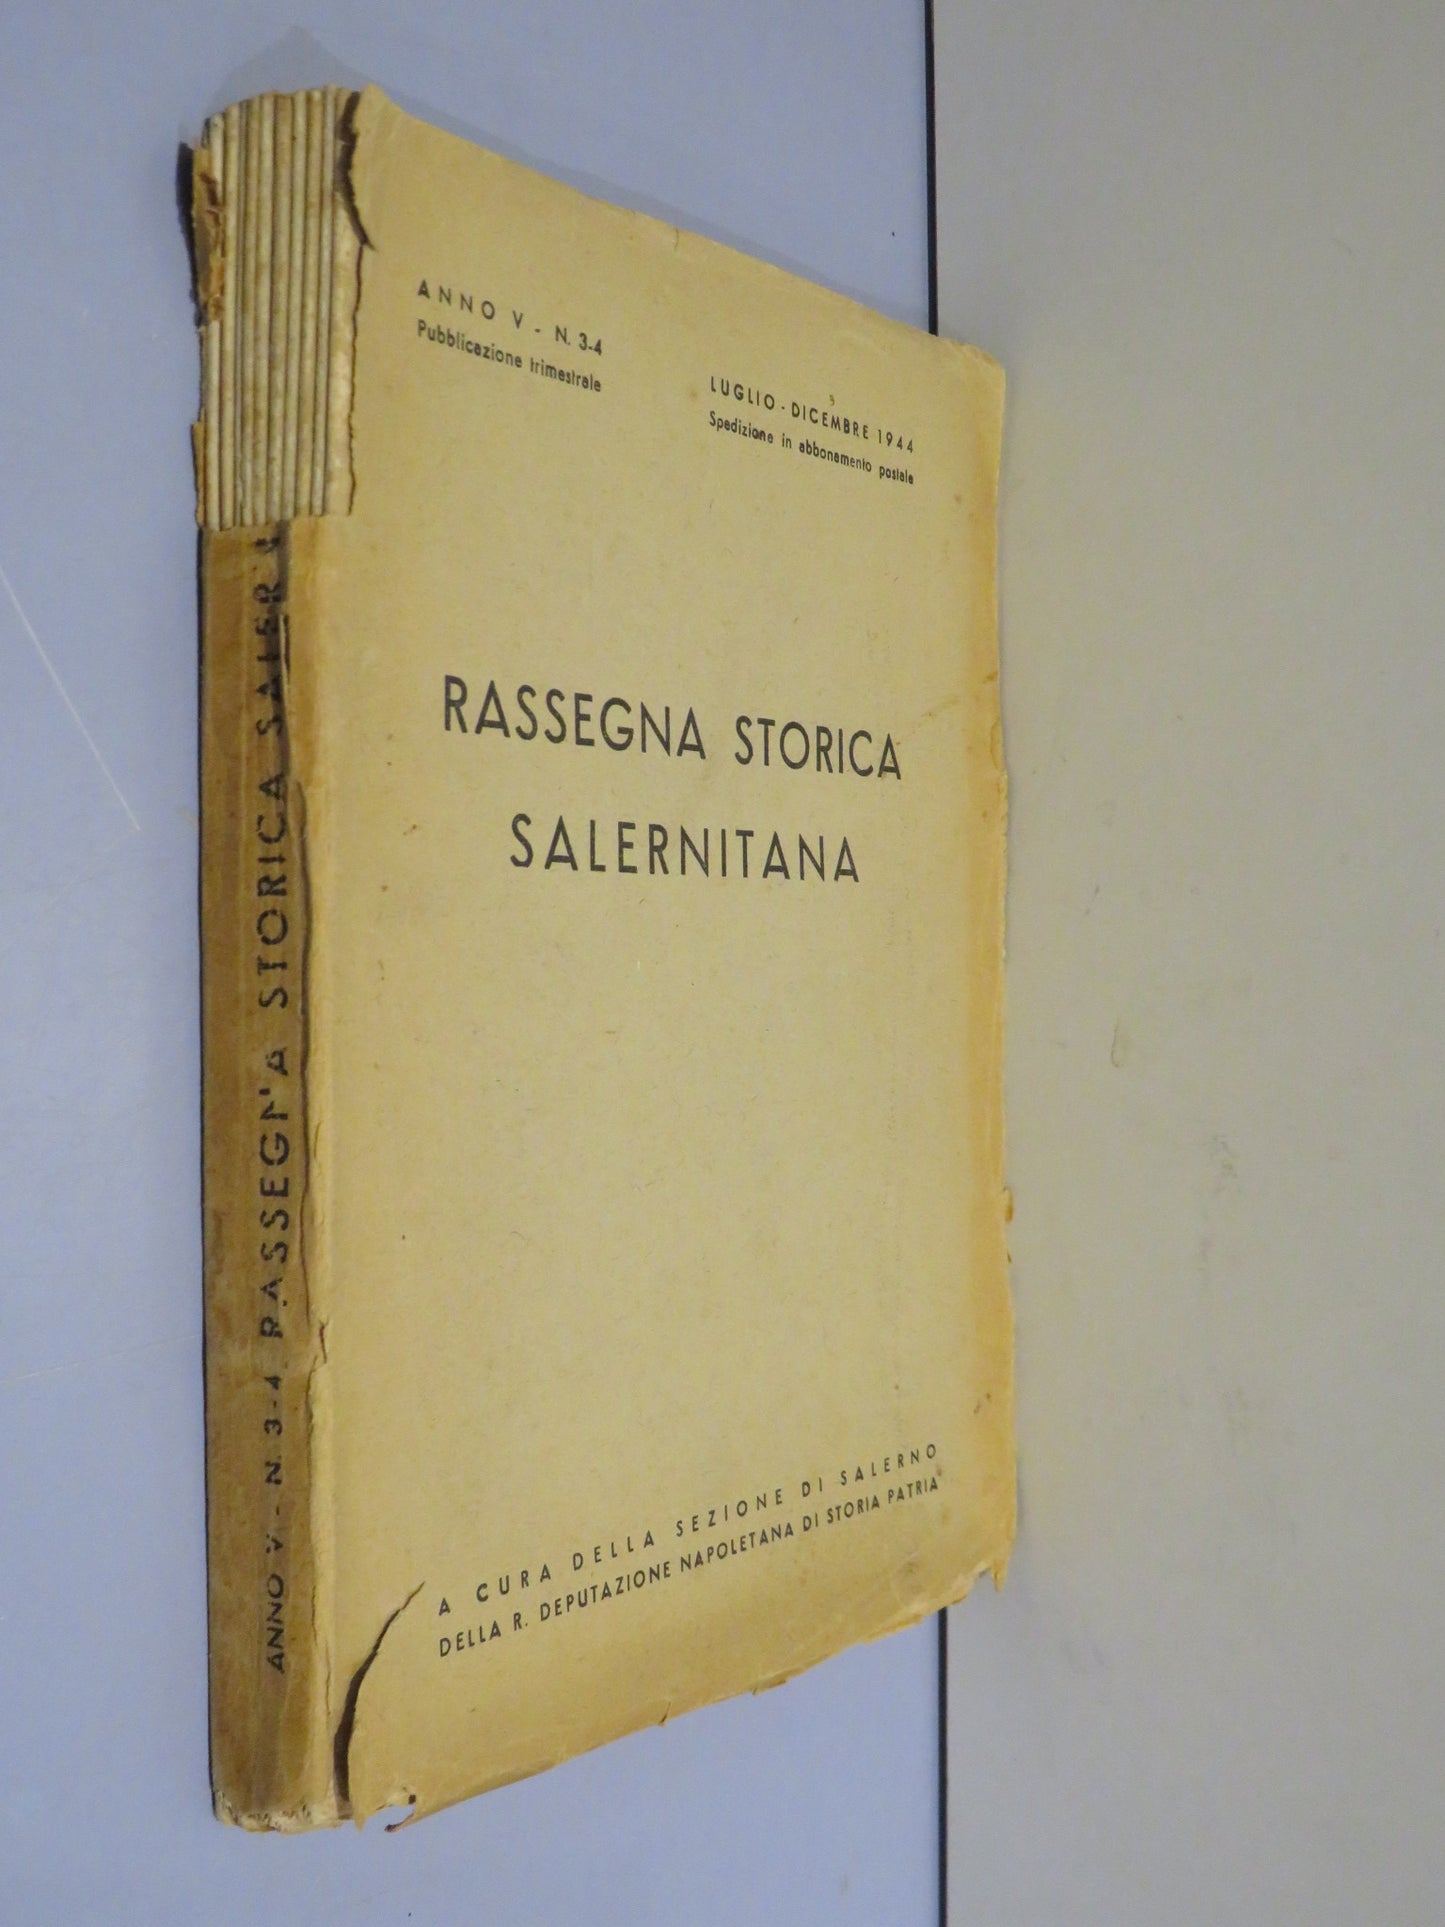 ANNO V - N. 3-4
Pubblicazione trimestrale
LUGLIO - DICEMBRE 1944
Spedizione in abbonamento postale
RASSEGNA STORICA
SALERNITANA
A CURA DELLA SEZIONE DI SALERNO
DELLA R. DEPUTAZIONE NAPOLETANA DI STORIA PATRIA
ANNO V - N. 3-4 RASSEGNA STORICA